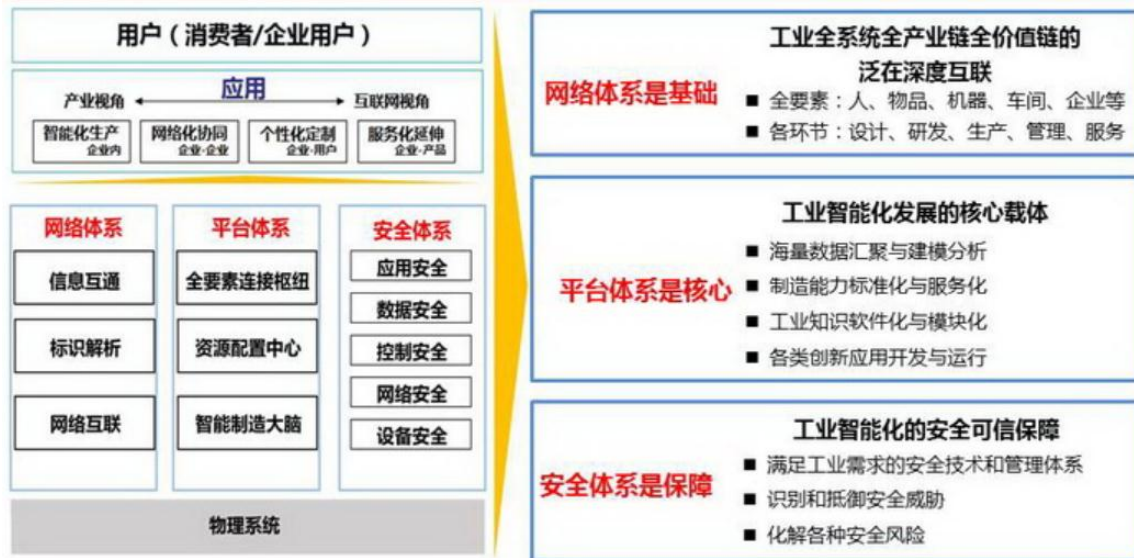 用户（消费者/企业用户）
应用
产业视角
互联网视角
智能化生产
企业内
网络化协同
企业-企业
个性化定制
企业-用户
服务化延伸
企业-产品
网络体系
信息互通
标识解析
网络互联
平台体系
全要素连接枢纽
资源配置中心
智能制造大脑
安全体系
应用安全
数据安全
控制安全
网络安全
设备安全
物理系统
网络体系是基础
工业全系统全产业链全价值链的
泛在深度互联
■ 全要素：人、物品、机器、车间、企业等
■ 各环节：设计、研发、生产、管理、服务
平台体系是核心
工业智能化发展的核心载体
■ 海量数据汇聚与建模分析
■ 制造能力标准化与服务化
■ 工业知识软件化与模块化
■ 各类创新应用开发与运行
安全体系是保障
工业智能化的安全可信保障
■ 满足工业需求的安全技术和管理体系
■ 识别和抵御安全威胁
■ 化解各种安全风险